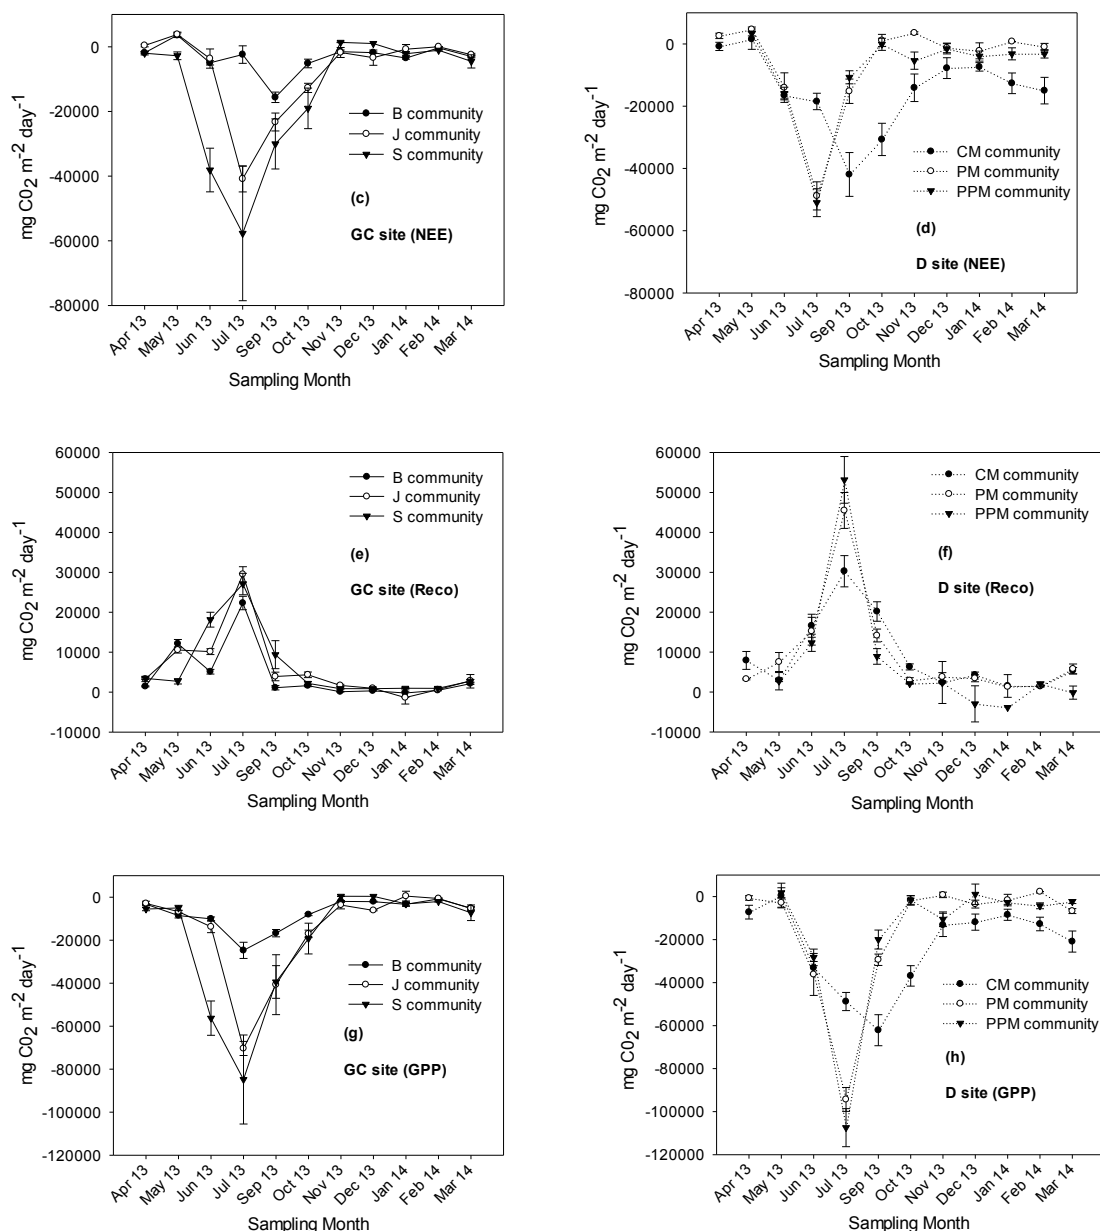 0
-20000
-40000
-60000
-80000
mg C0₂ m⁻² day⁻¹
B community
J community
S community
(c)
GC site (NEE)
Apr 13
May 13
Jun 13
Jul 13
Sep 13
Oct 13
Nov 13
Dec 13
Jan 14
Feb 14
Mar 14
Sampling Month
10000
0
-20000
-40000
-60000
-80000
mg C0₂ m⁻² day⁻¹
CM community
PM community
PPM community
(d)
D site (NEE)
Apr 13
May 13
Jun 13
Jul 13
Sep 13
Oct 13
Nov 13
Dec 13
Jan 14
Feb 14
Mar 14
Sampling Month
60000
50000
40000
30000
20000
10000
0
-10000
mg C0₂ m⁻² day⁻¹
B community
J community
S community
(e)
GC site (Reco)
Apr 13
May 13
Jun 13
Jul 13
Sep 13
Oct 13
Nov 13
Dec 13
Jan 14
Feb 14
Mar 14
Sampling Month
60000
50000
40000
30000
20000
10000
0
-10000
mg C0₂ m⁻² day⁻¹
CM community
PM community
PPM community
(f)
D site (Reco)
Apr 13
May 13
Jun 13
Jul 13
Sep 13
Oct 13
Nov 13
Dec 13
Jan 14
Feb 14
Mar 14
Sampling Month
0
-20000
-40000
-60000
-80000
-100000
-120000
mg C0₂ m⁻² day⁻¹
B community
J community
S community
(g)
GC site (GPP)
Apr 13
May 13
Jun 13
Jul 13
Sep 13
Oct 13
Nov 13
Dec 13
Jan 14
Feb 14
Mar 14
Sampling Month
0
-20000
-40000
-60000
-80000
-100000
-120000
mg C0₂ m⁻² day⁻¹
CM community
PM community
PPM community
(h)
D site (GPP)
Apr 13
May 13
Jun 13
Jul 13
Sep 13
Oct 13
Nov 13
Dec 13
Jan 14
Feb 14
Mar 14
Sampling Month